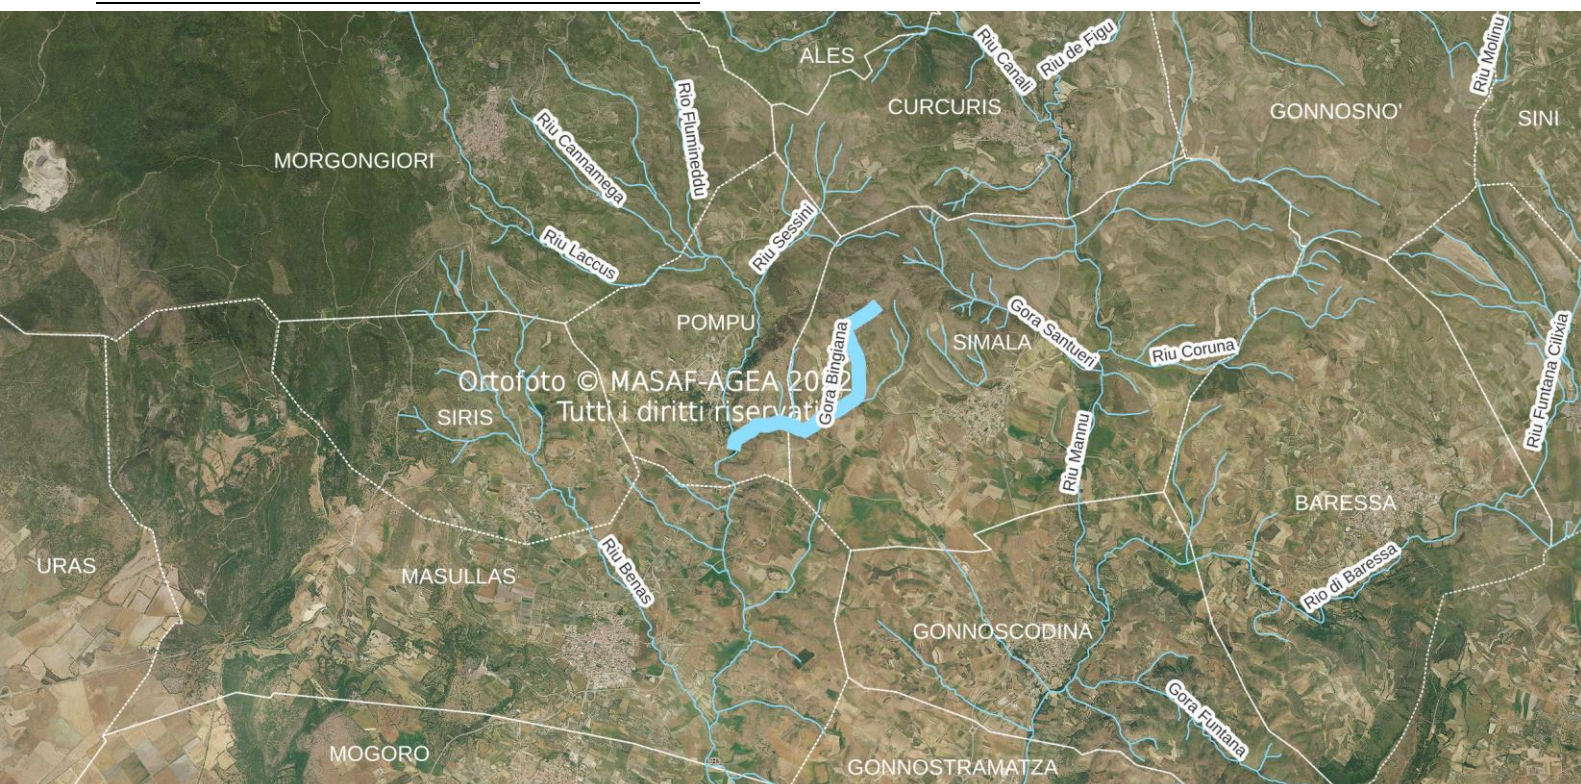 ALES
Riu Canali
Riu de Figu
Riu Molinu
CURCURIS
GONNOSNO'
SINI
Rio Flumineddu
Riu Cannamega
MORGONGIORI
Riu Sessini
Riu Laccus
POMPU
Gora Bingiana
SIMALA
Gora Santueri
Riu Coruna
Riu Funtana Cilixia
Ortofoto © MASAF-AGEA 2022
Tutti i diritti riservati
SIRIS
Riu Mannu
BARESSA
URAS
MASULLAS
Riu Benas
Rio di Baressa
GONNOSCODINA
Gora Funtana
MOGORO
GONNOSTRAMATZA